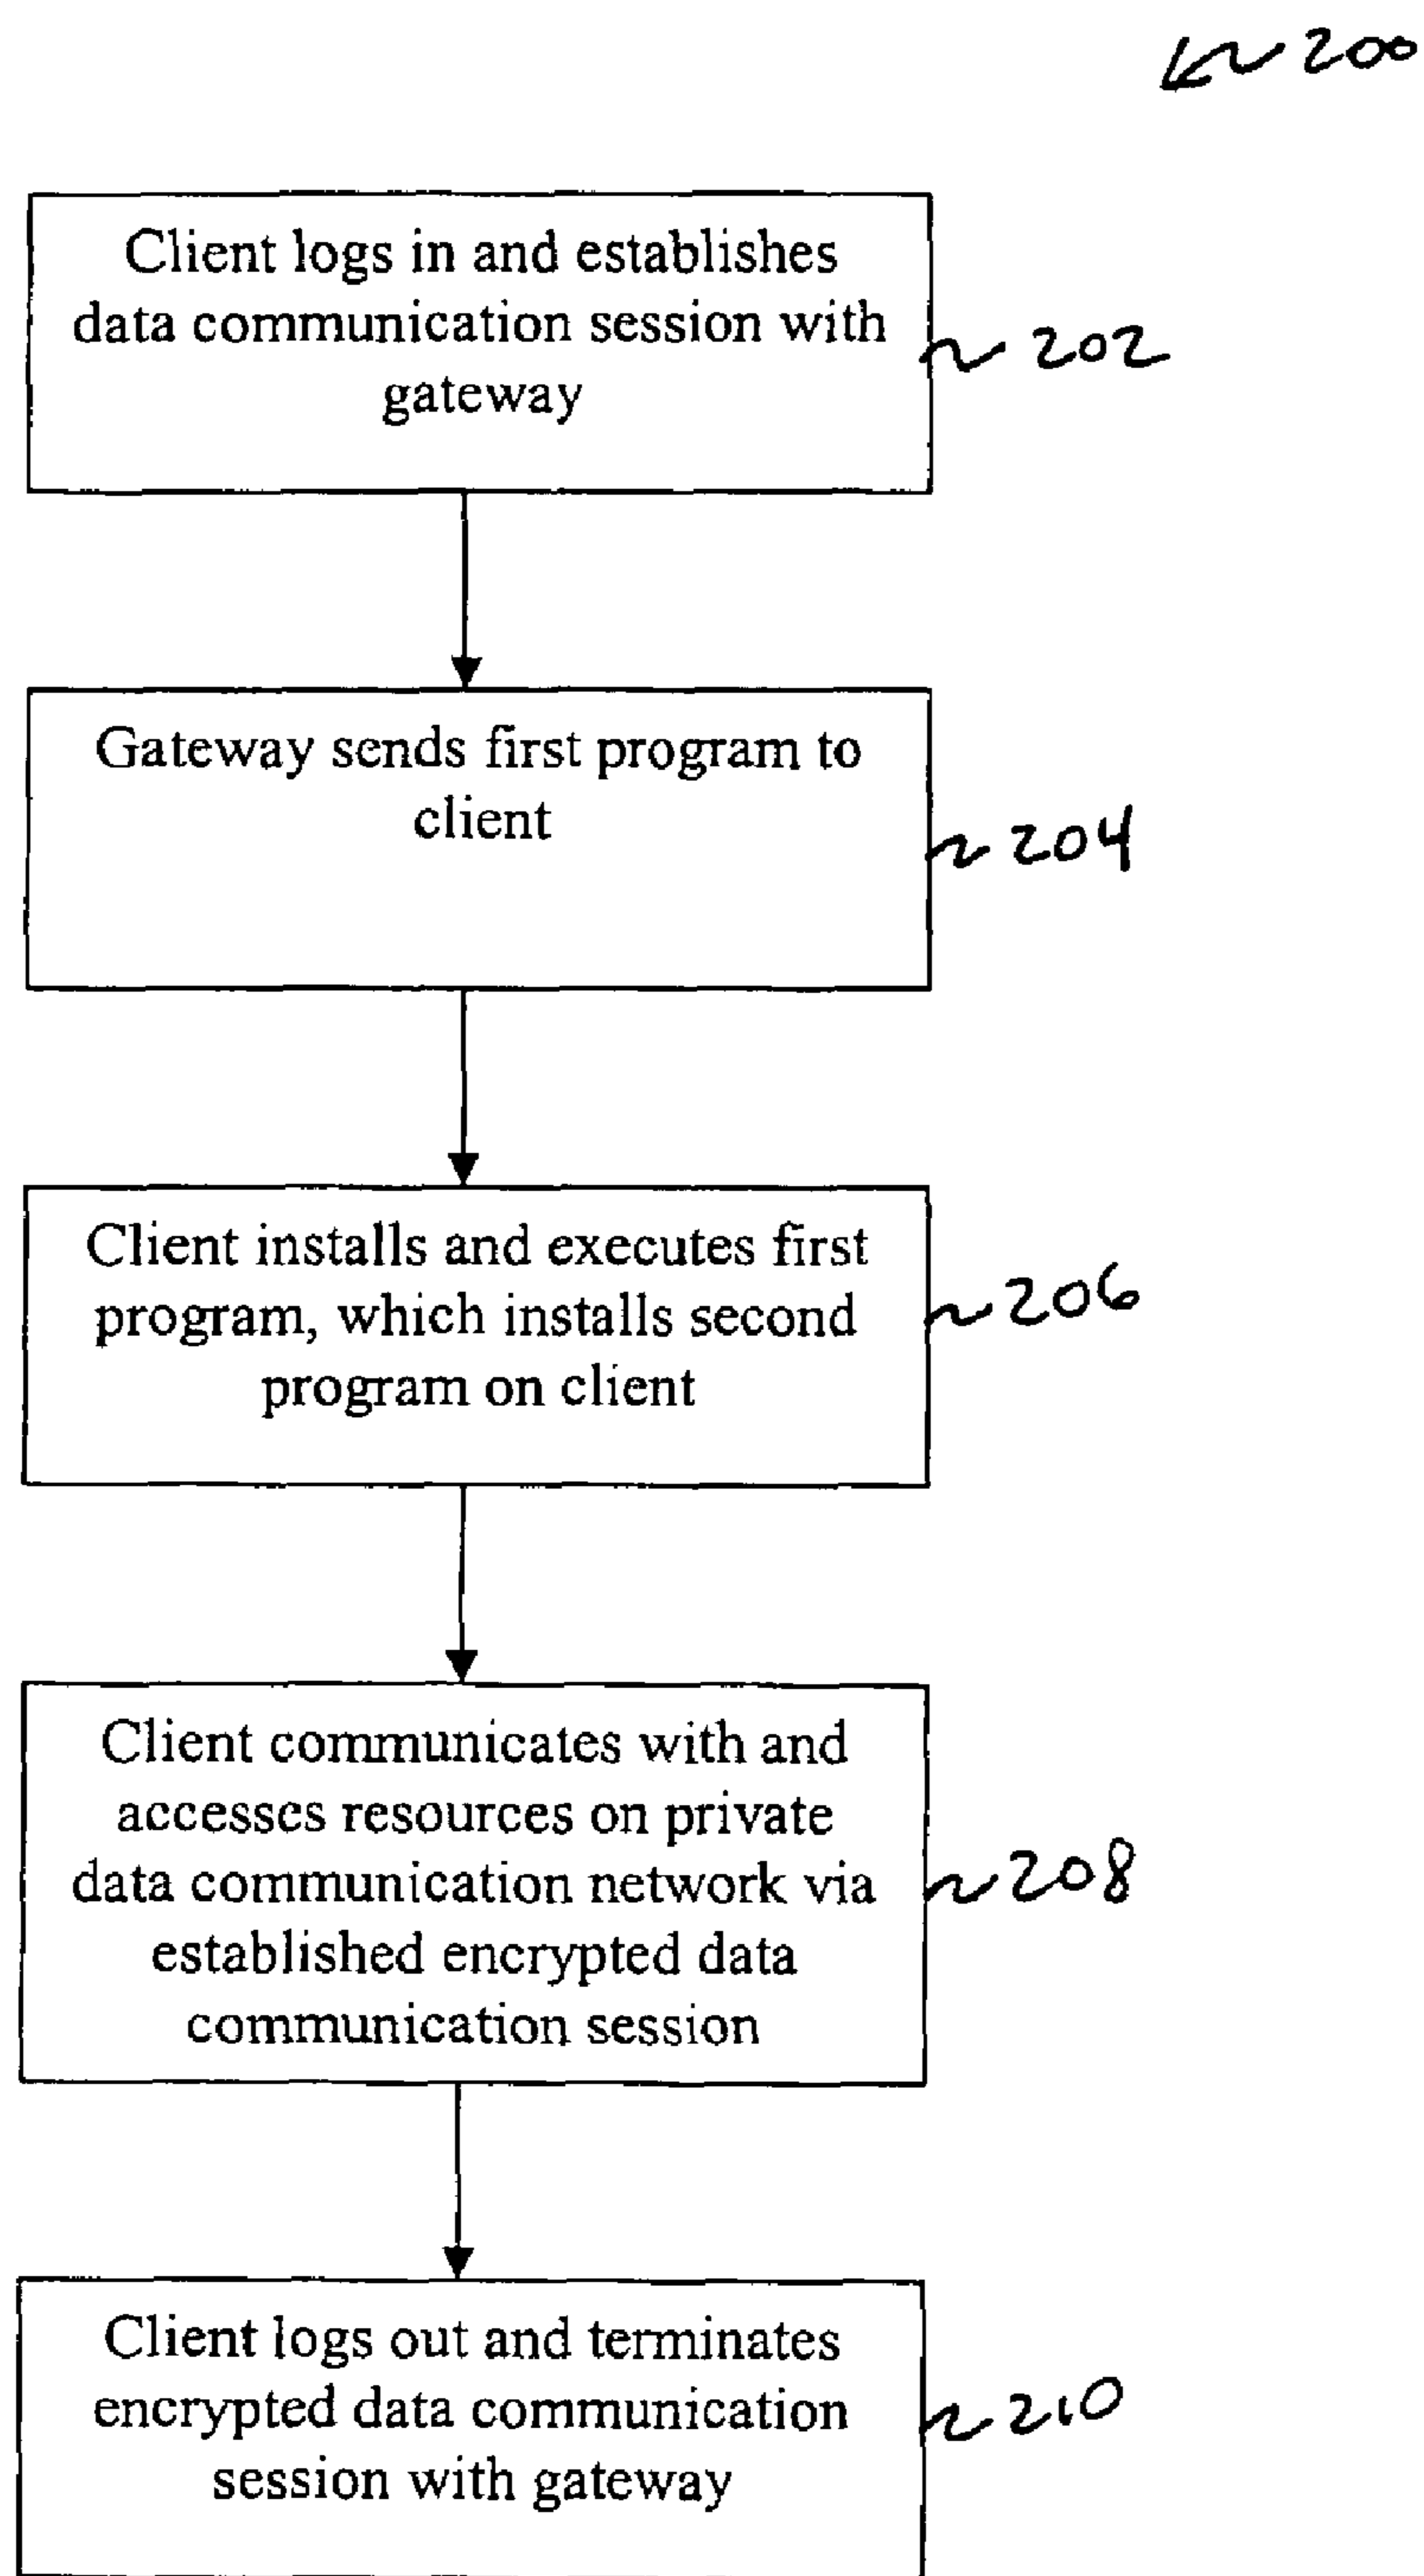 200
Client logs in and establishes
data communication session with
gateway
202
Gateway sends first program to
client
204
Client installs and executes first
program, which installs second
program on client
206
Client communicates with and
accesses resources on private
data communication network via
established encrypted data
communication session
208
Client logs out and terminates
encrypted data communication
session with gateway
210